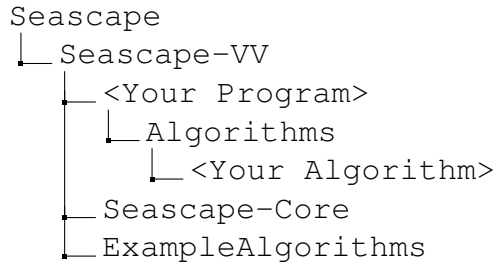 Seascape
Seascape-VV
<Your Program>
Algorithms
<Your Algorithm>
Seascape-Core
ExampleAlgorithms